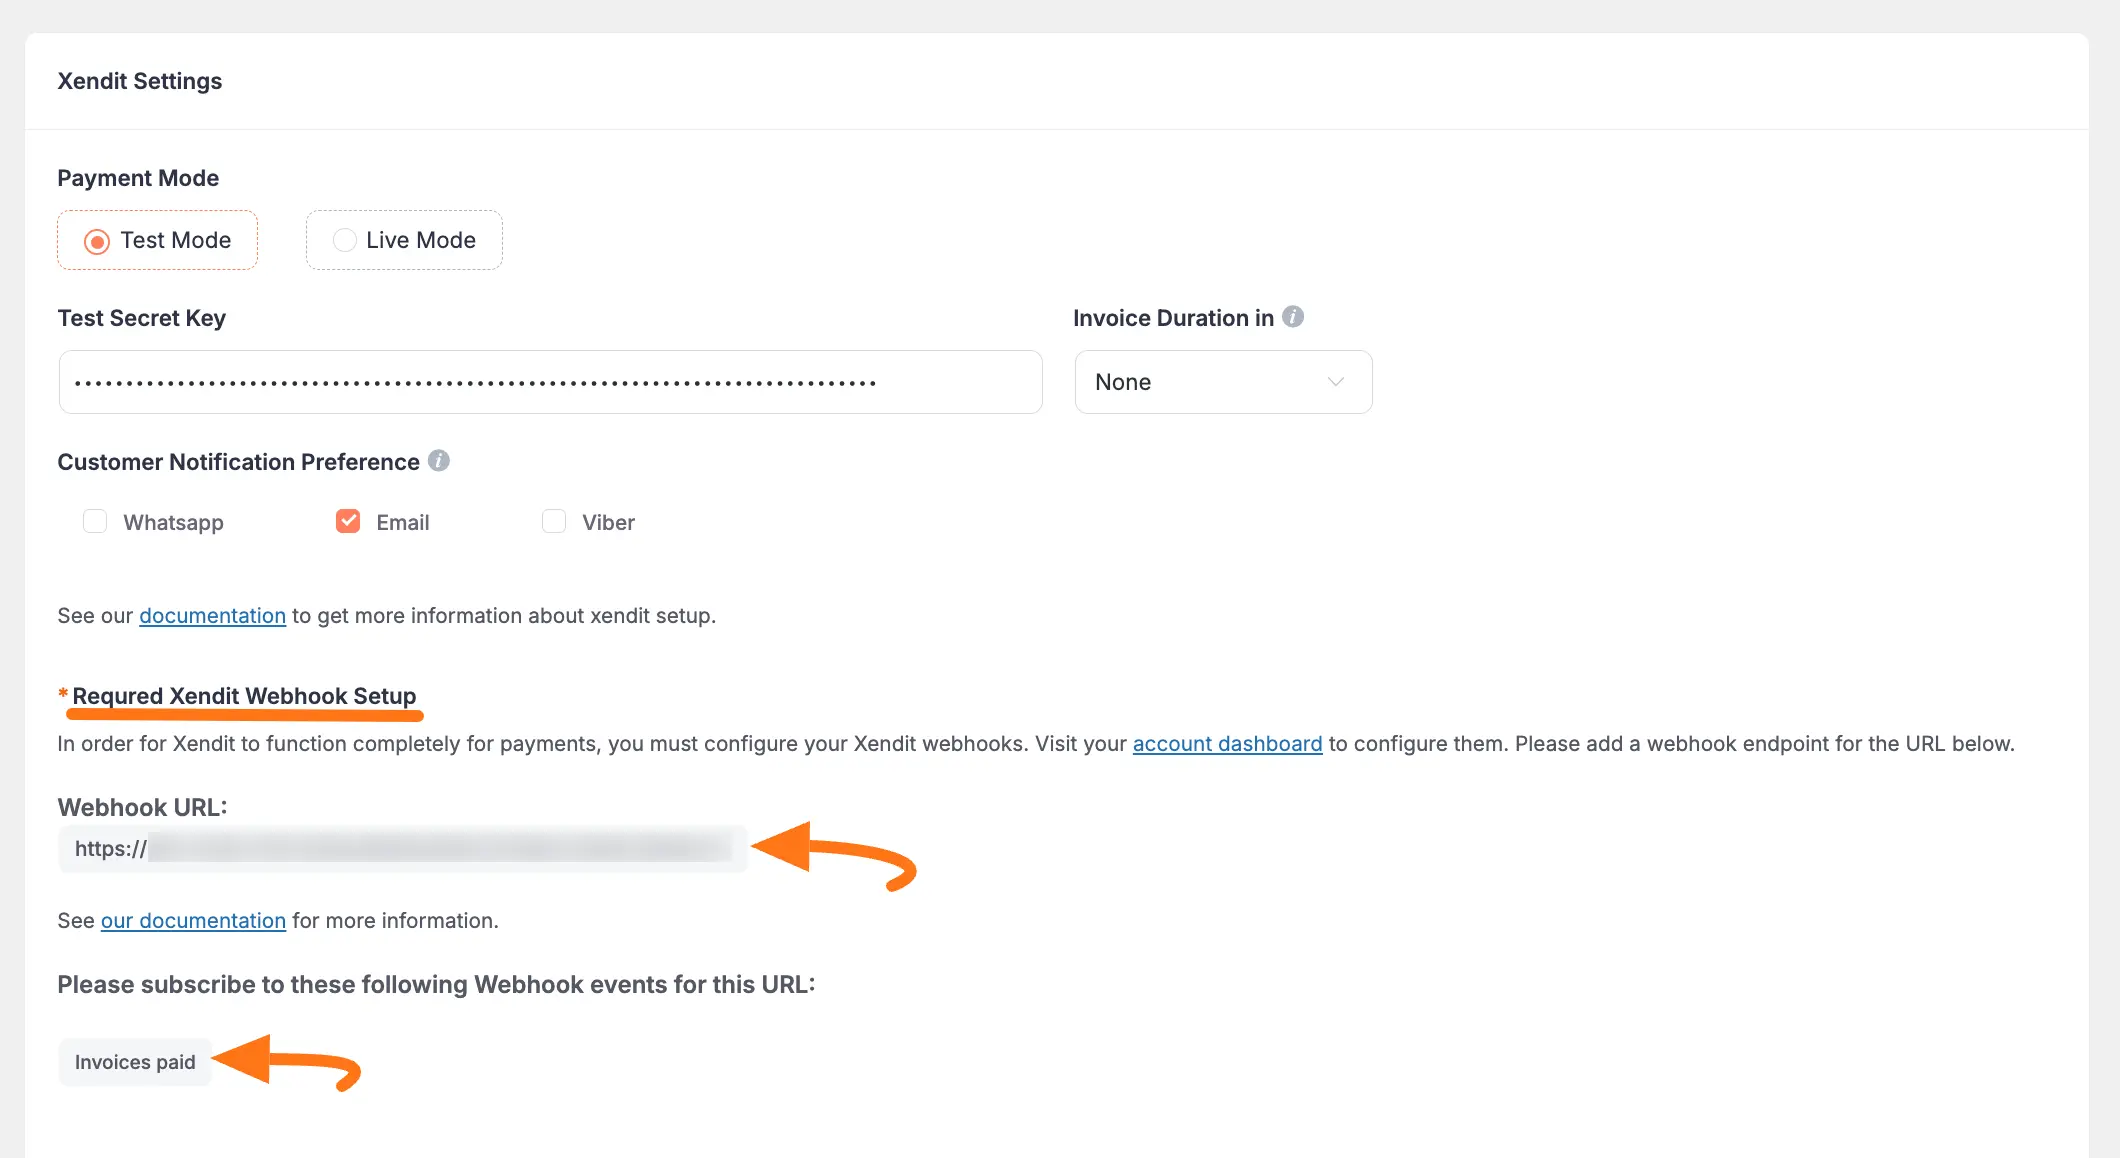 Xendit Settings
Payment Mode
Test Mode
Live Mode
Test Secret Key
Invoice Duration in
None
Customer Notification Preference
Whatsapp
Email
Viber
See our documentation to get more information about xendit setup.
* Requred Xendit Webhook Setup
In order for Xendit to function completely for payments, you must configure your Xendit webhooks. Visit your account dashboard to configure them. Please add a webhook endpoint for the URL below.
Webhook URL:
https://
See our documentation for more information.
Please subscribe to these following Webhook events for this URL:
Invoices paid